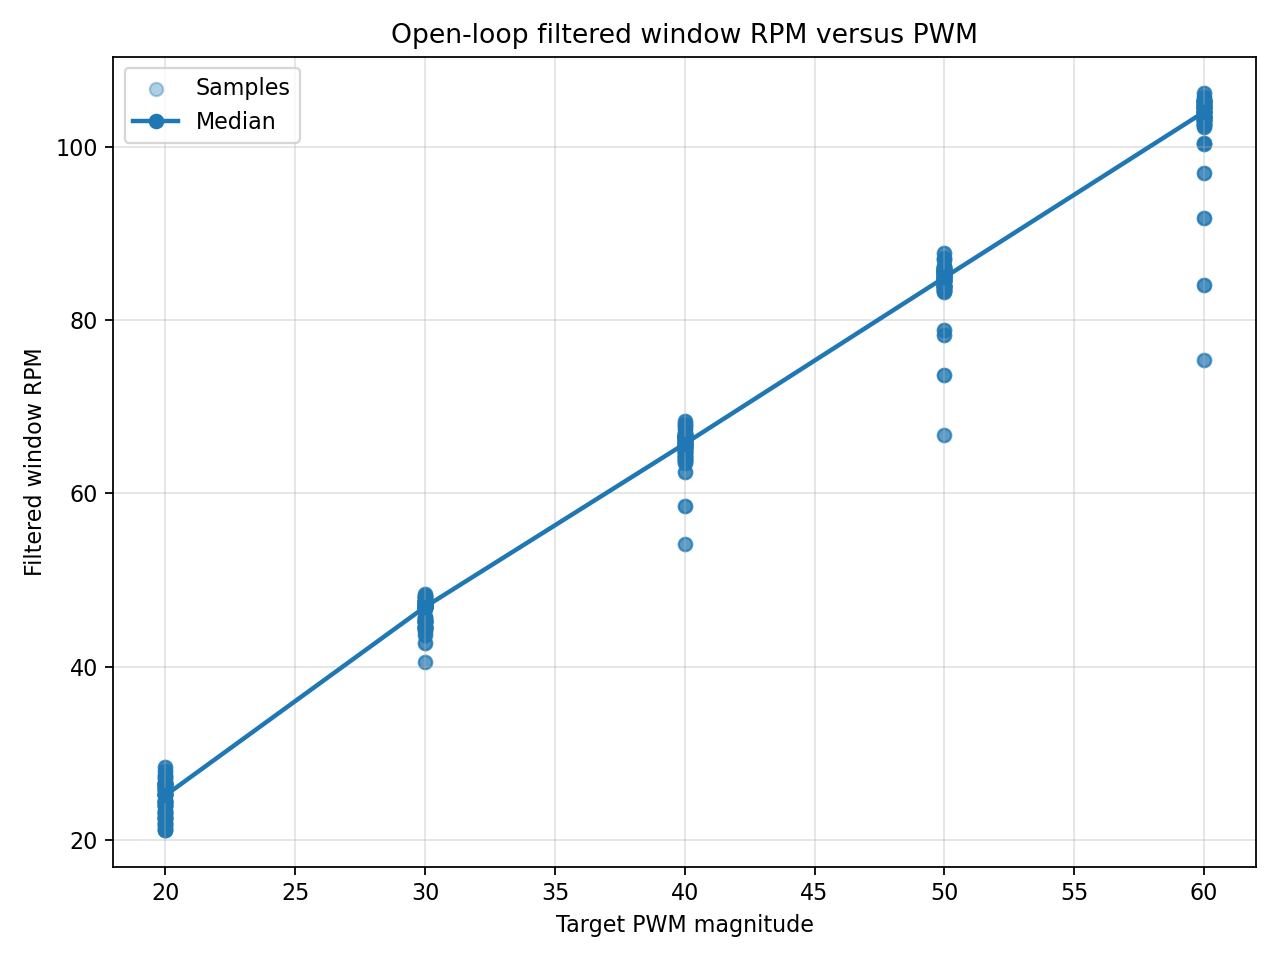 Open-loop filtered window RPM versus PWM
Samples
Median
100
80
60
40
20
Filtered window RPM
20 25 30 35 40 45 50 55 60
Target PWM magnitude